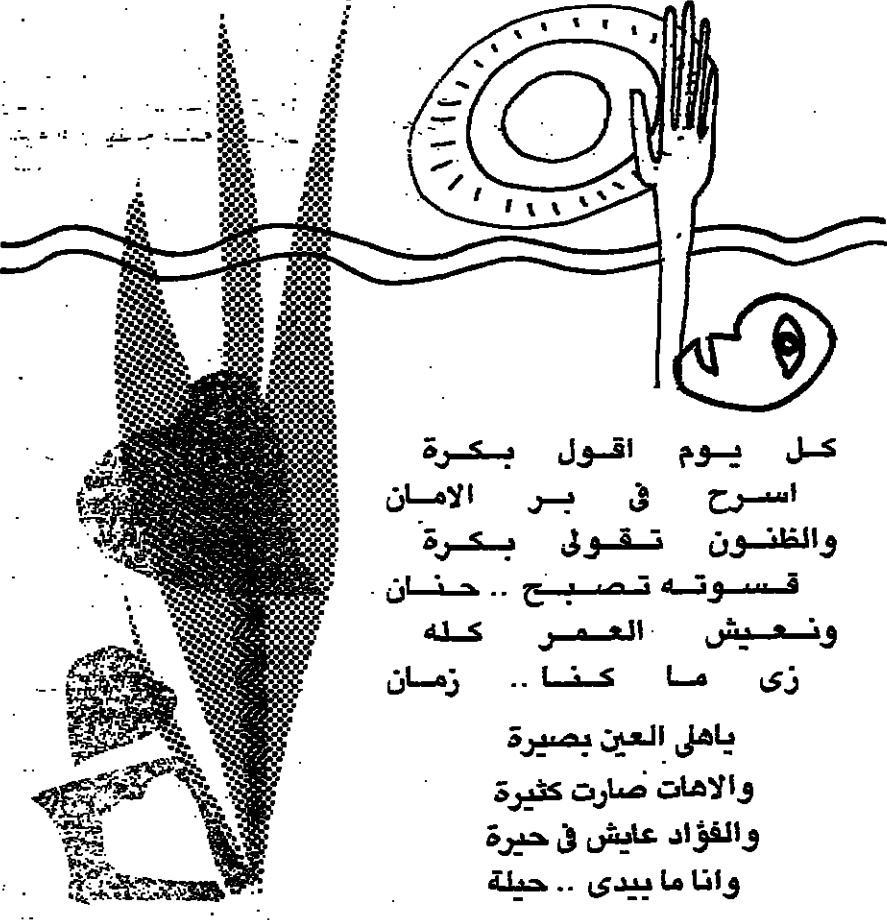 كل يوم اقول بكرة
اسرح فى بر الامان
والظنون تقولى بكرة
قسوته تصبح .. حنان
ونعيش العمر كله
زى ما كنا .. زمان
ياهلى العين بصيرة
والاهات صارت كثيرة
والفؤاد عايش فى حيرة
وانا ما بيدى .. حيلة